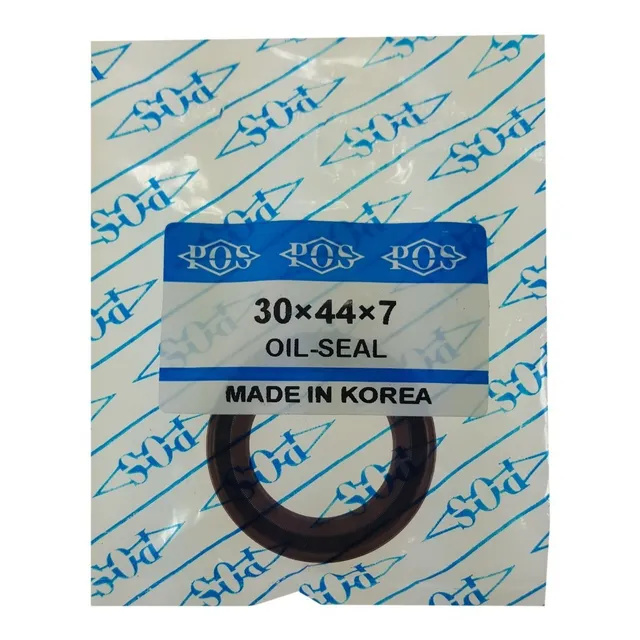 POS POS POS
30×44×7
OIL-SEAL
MADE IN KOREA